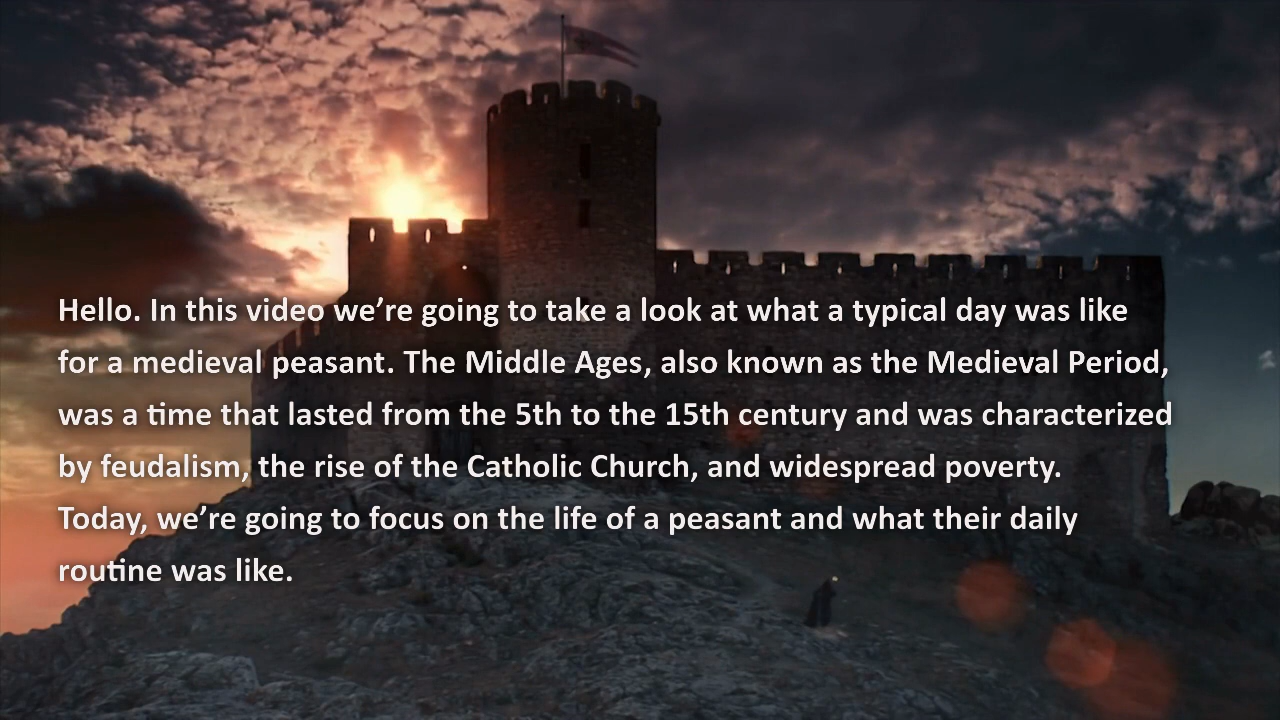 Hello. In this video we’re going to take a look at what a typical day was like
for a medieval peasant. The Middle Ages, also known as the Medieval Period,
was a time that lasted from the 5th to the 15th century and was characterized
by feudalism, the rise of the Catholic Church, and widespread poverty.
Today, we’re going to focus on the life of a peasant and what their daily
routine was like.